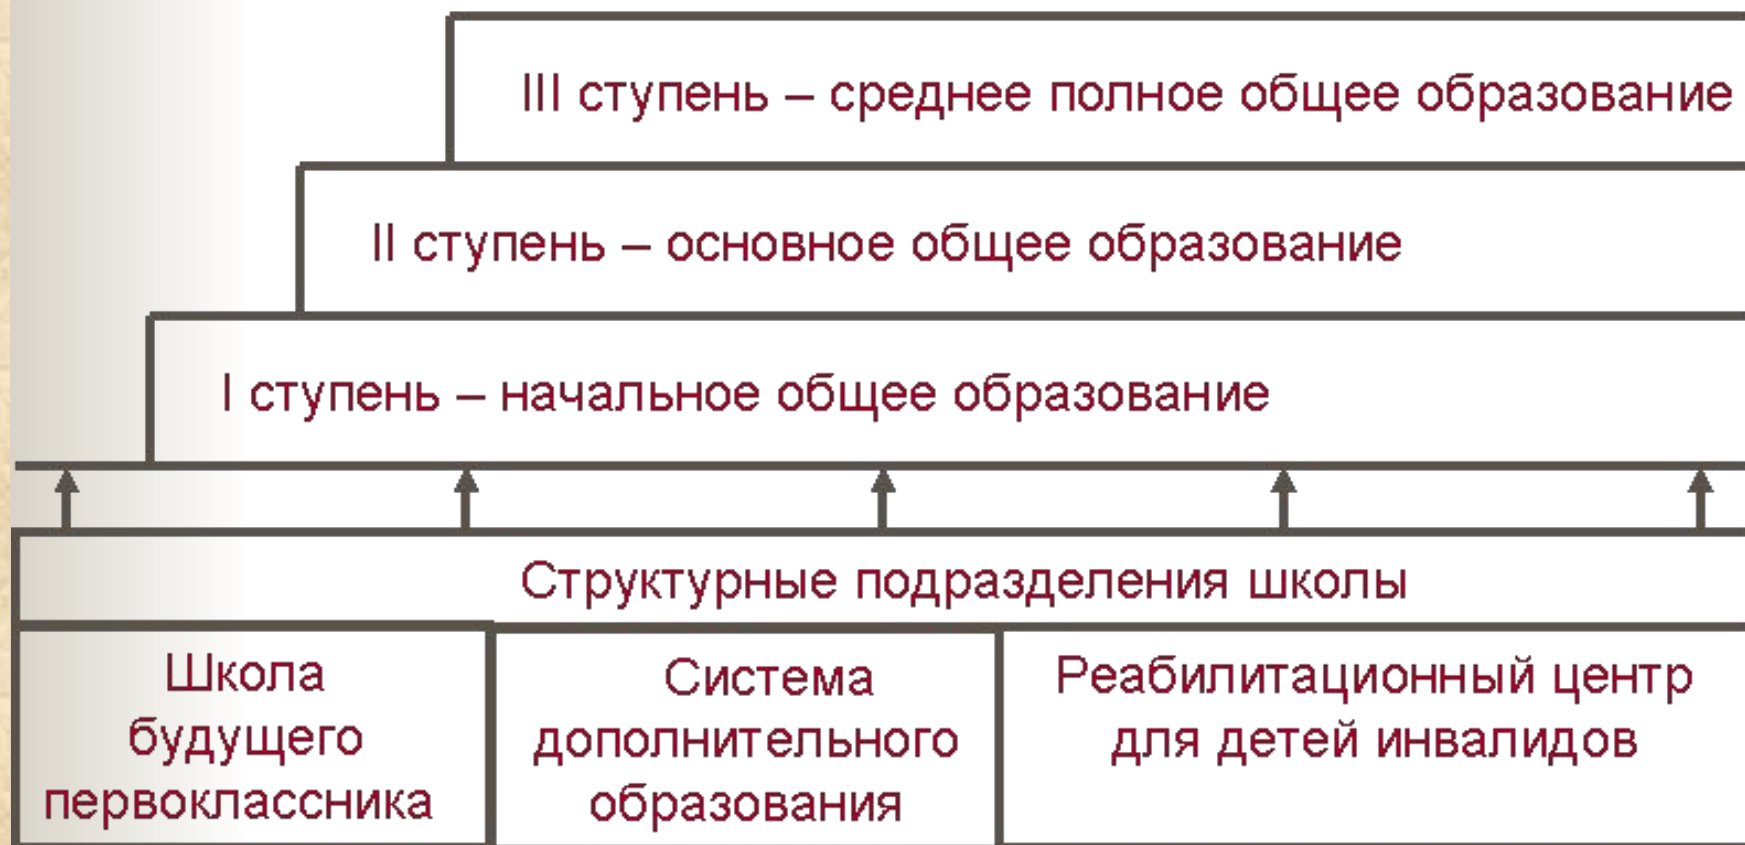 III ступень – среднее полное общее образование
II ступень – основное общее образование
I ступень – начальное общее образование
Структурные подразделения школы
Школа
будущего
первоклассника
Система
дополнительного
образования
Реабилитационный центр
для детей инвалидов